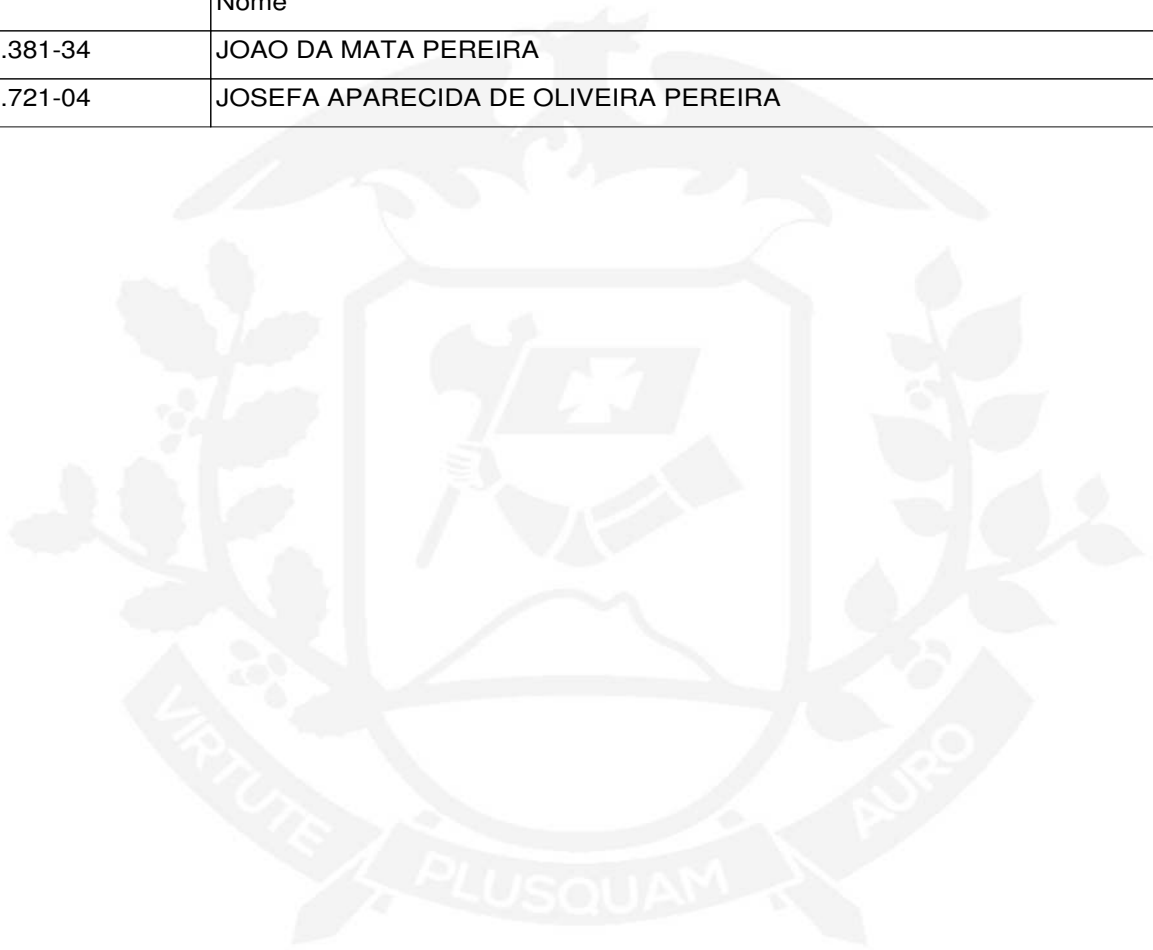 Nome
.381-34 JOAO DA MATA PEREIRA
.721-04 JOSEFA APARECIDA DE OLIVEIRA PEREIRA
VIRTUTE PLUSQUAM AURO